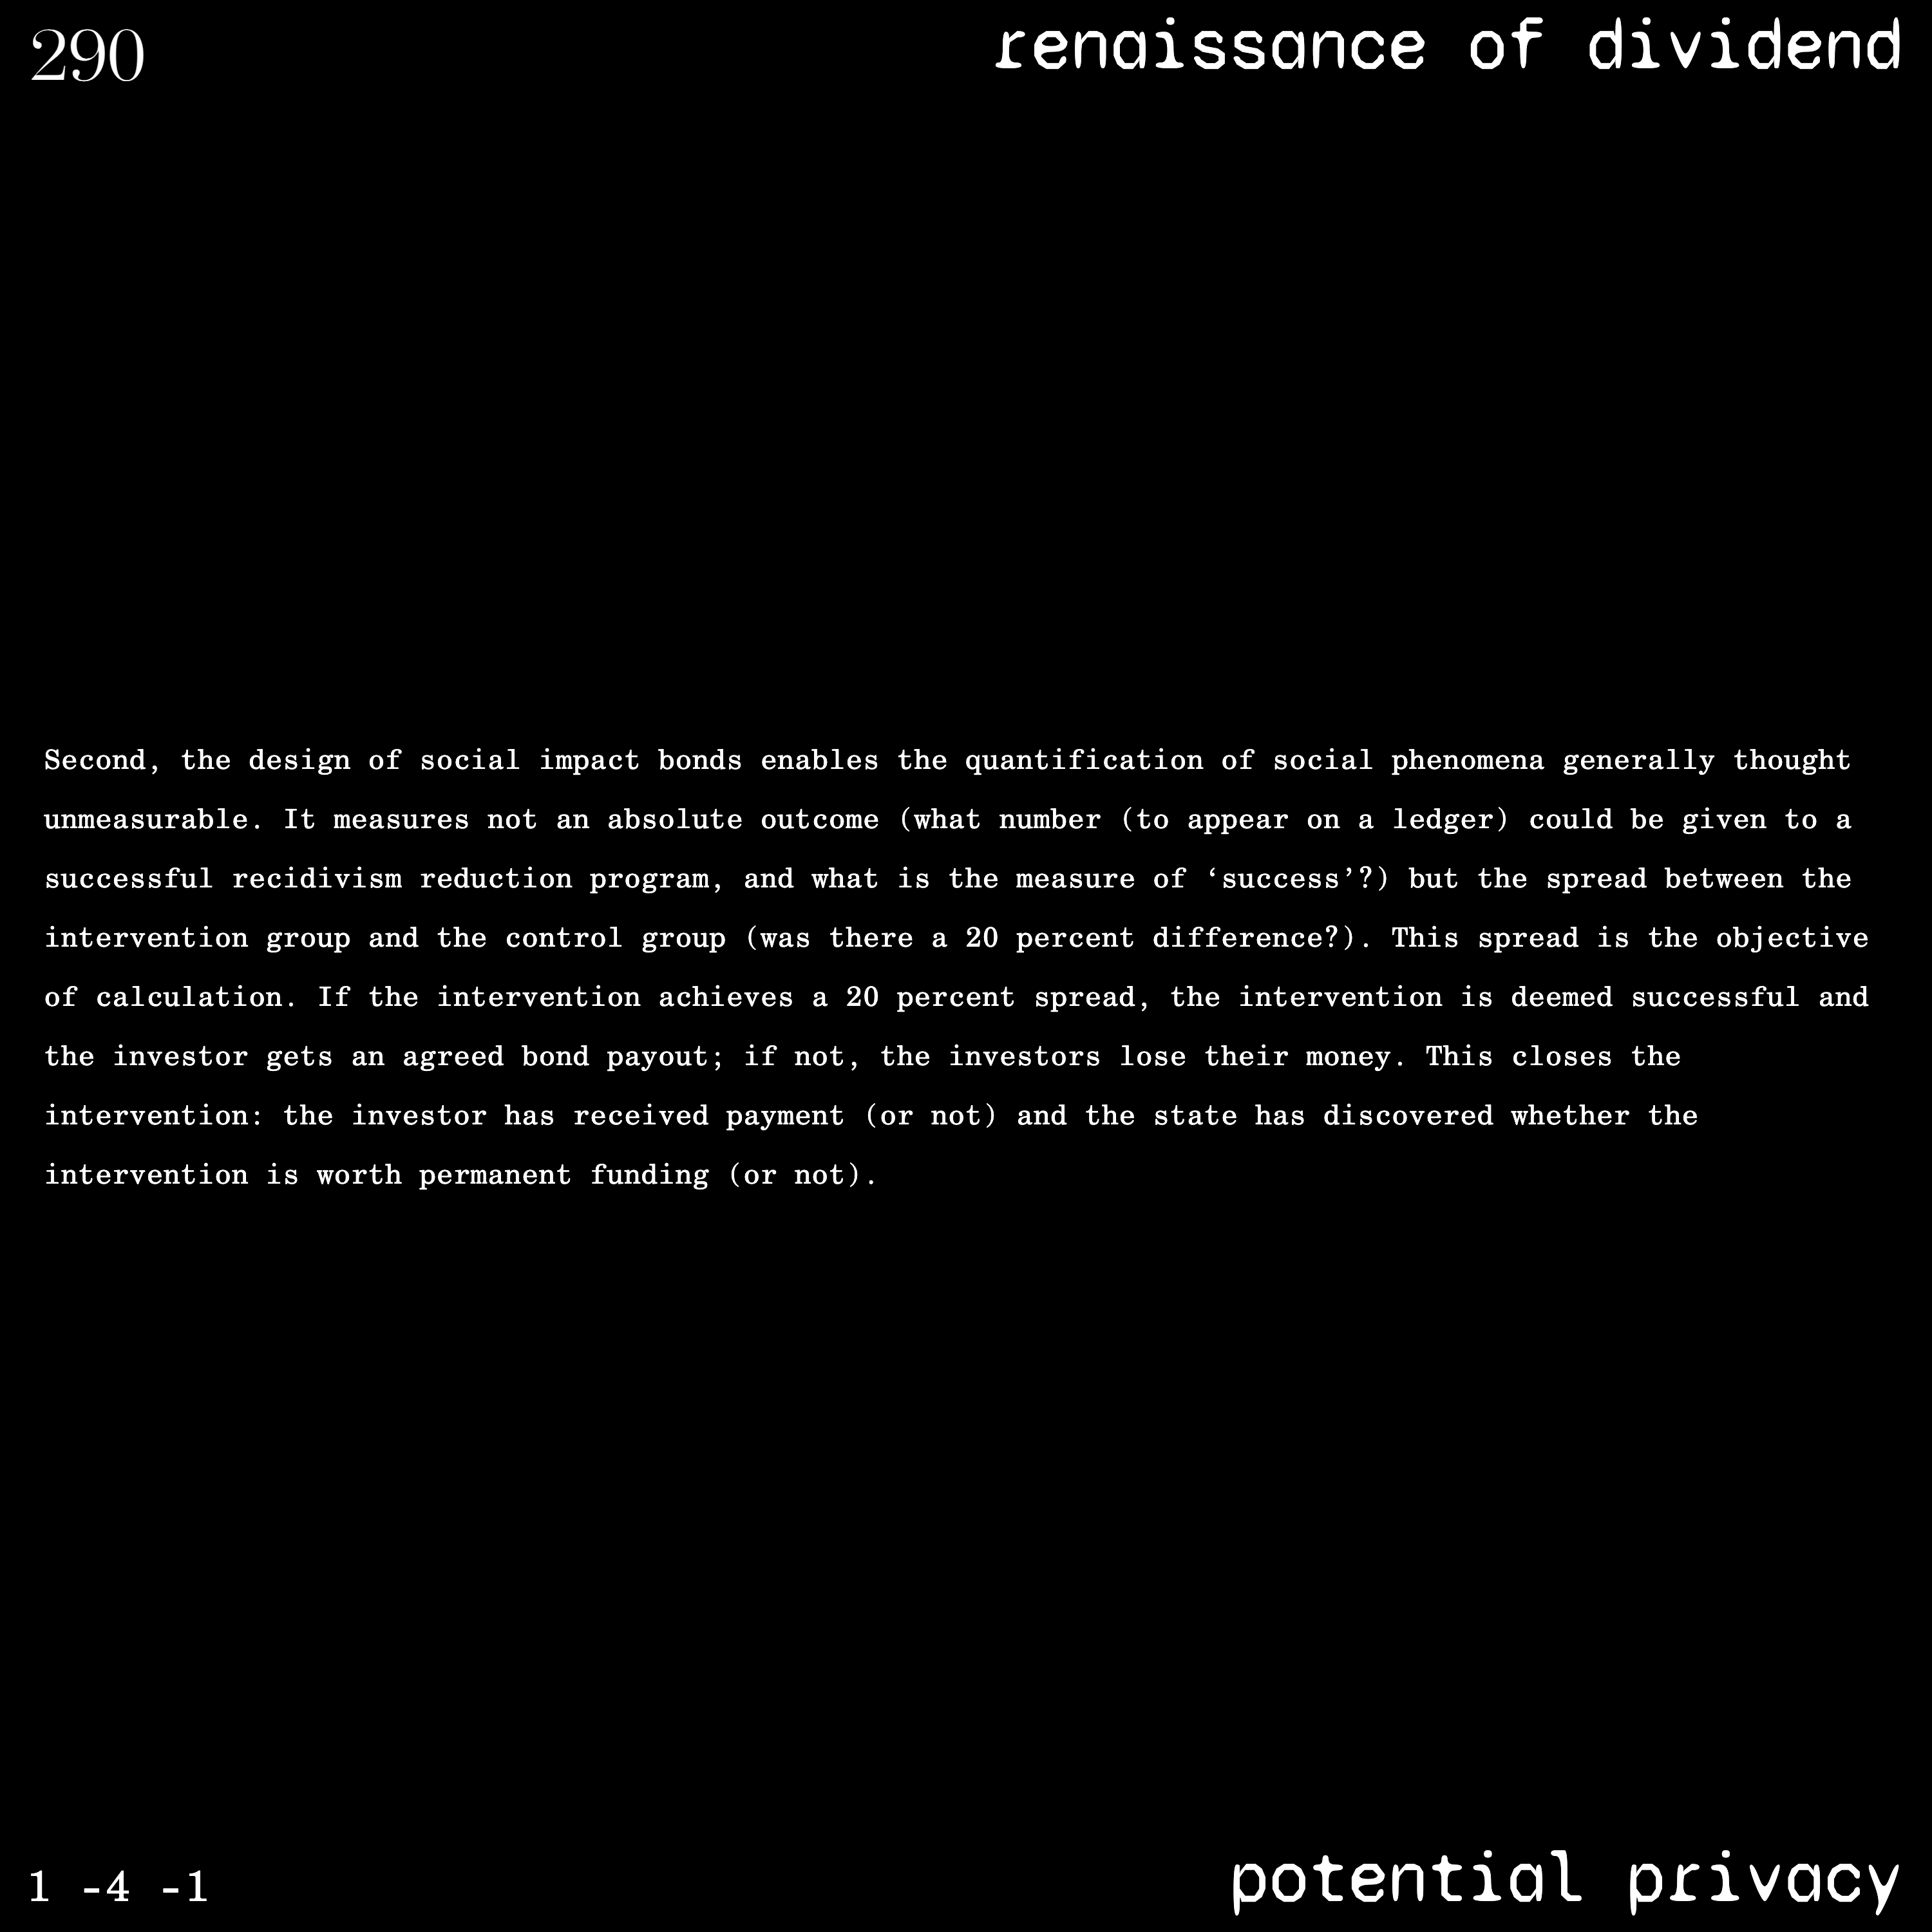 290
renaissance of dividend
Second, the design of social impact bonds enables the quantification of social phenomena generally thought
unmeasurable. It measures not an absolute outcome (what number (to appear on a ledger) could be given to a
successful recidivism reduction program, and what is the measure of ‘success’?) but the spread between the
intervention group and the control group (was there a 20 percent difference?). This spread is the objective
of calculation. If the intervention achieves a 20 percent spread, the intervention is deemed successful and
the investor gets an agreed bond payout; if not, the investors lose their money. This closes the
intervention: the investor has received payment (or not) and the state has discovered whether the
intervention is worth permanent funding (or not).
1 -4 -1
potential privacy